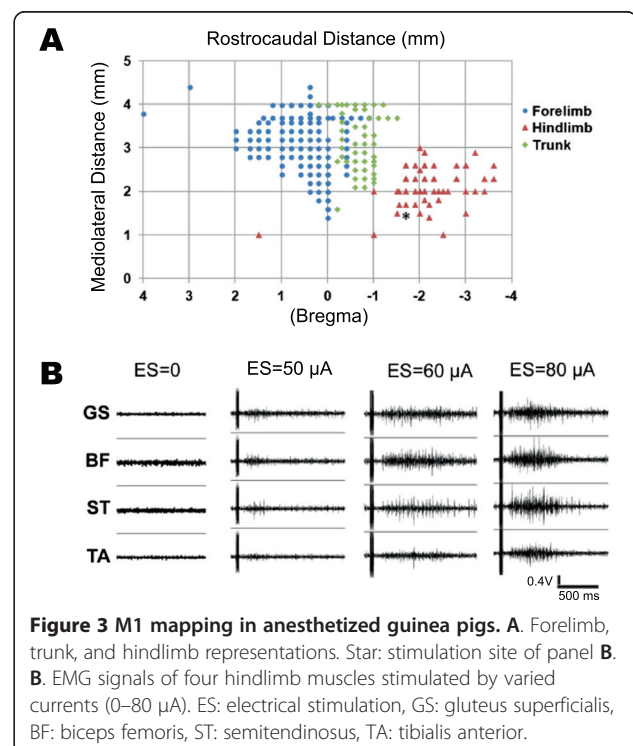 A
Rostrocaudal Distance (mm)
Mediolateral Distance (mm)
5
4
3
2
1
0
4 3 2 1 0 -1 -2 -3 -4
(Bregma)
Forelimb
Hindlimb
Trunk
*
B
ES=0 ES=50 µA ES=60 µA ES=80 µA
GS
BF
ST
TA
0.4V
500 ms
Figure 3 M1 mapping in anesthetized guinea pigs. A. Forelimb,
trunk, and hindlimb representations. Star: stimulation site of panel B.
B. EMG signals of four hindlimb muscles stimulated by varied
currents (0–80 µA). ES: electrical stimulation, GS: gluteus superficialis,
BF: biceps femoris, ST: semitendinosus, TA: tibialis anterior.